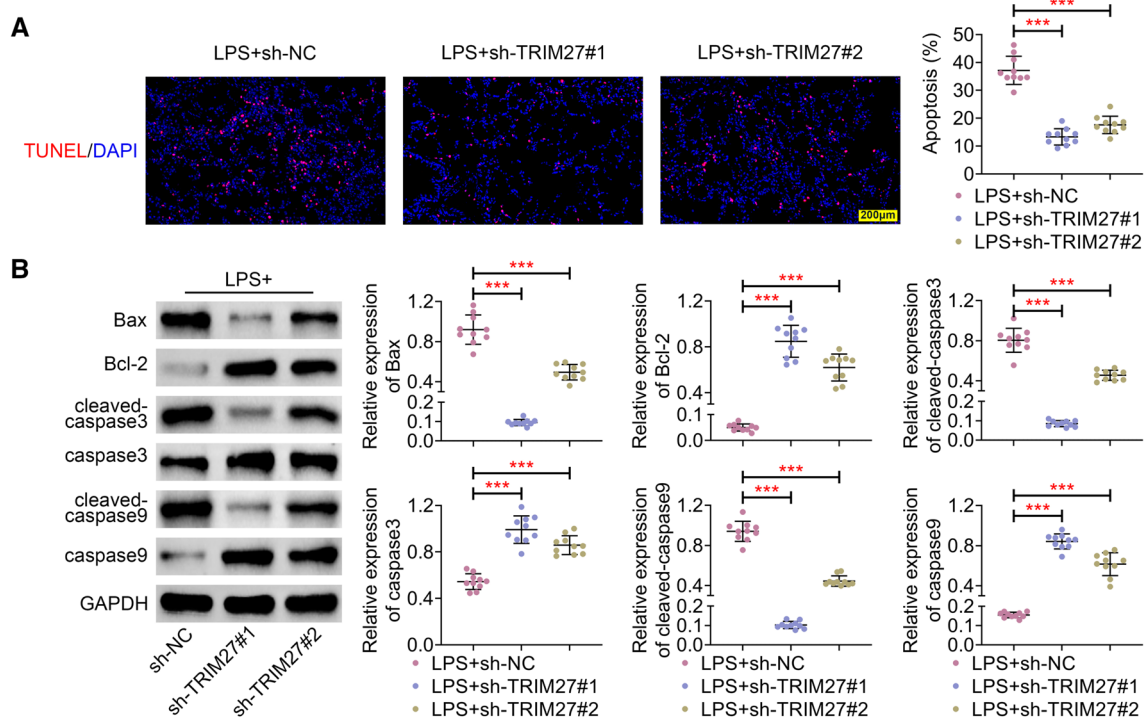 A
LPS+sh-NC
LPS+sh-TRIM27#1
LPS+sh-TRIM27#2
TUNEL/DAPI
200μm
Apoptosis (%)
50
40
30
20
10
0
***
***
LPS+sh-NC
LPS+sh-TRIM27#1
LPS+sh-TRIM27#2
B
LPS+
Bax
Bcl-2
cleaved-
caspase3
caspase3
cleaved-
caspase9
caspase9
GAPDH
sh-NC
sh-TRIM27#1
sh-TRIM27#2
Relative expression
of Bax
1.2
0.8
0.4
0.2
0.1
0.0
***
***
Relative expression
of Bcl-2
1.2
0.8
0.4
0.1
0.0
***
***
Relative expression
of cleaved-caspase3
1.2
0.8
0.4
0.2
0.1
0.0
***
***
Relative expression
of caspase3
1.2
0.8
0.4
0.0
***
***
LPS+sh-NC
LPS+sh-TRIM27#1
LPS+sh-TRIM27#2
Relative expression
of cleaved-caspase9
1.2
0.8
0.4
0.2
0.1
0.0
***
***
LPS+sh-NC
LPS+sh-TRIM27#1
LPS+sh-TRIM27#2
Relative expression
of caspase9
1.2
0.8
0.4
0.2
0.1
0.0
***
***
LPS+sh-NC
LPS+sh-TRIM27#1
LPS+sh-TRIM27#2